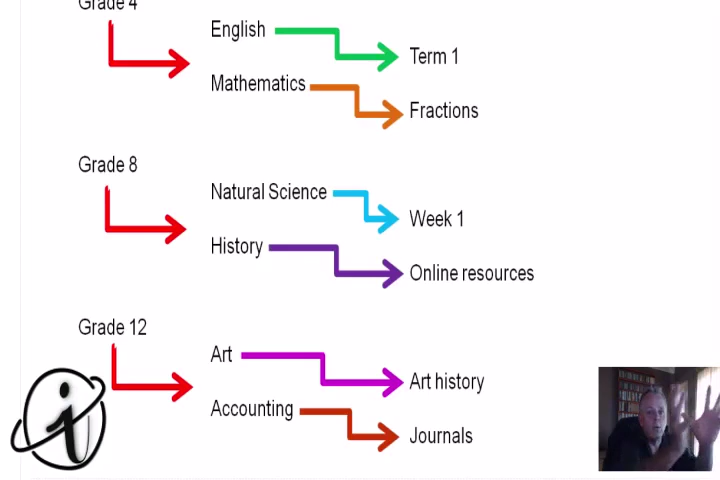 Grade 4
English
Term 1
Mathematics
Fractions
Grade 8
Natural Science
Week 1
History
Online resources
Grade 12
Art
Art history
Accounting
Journals
i